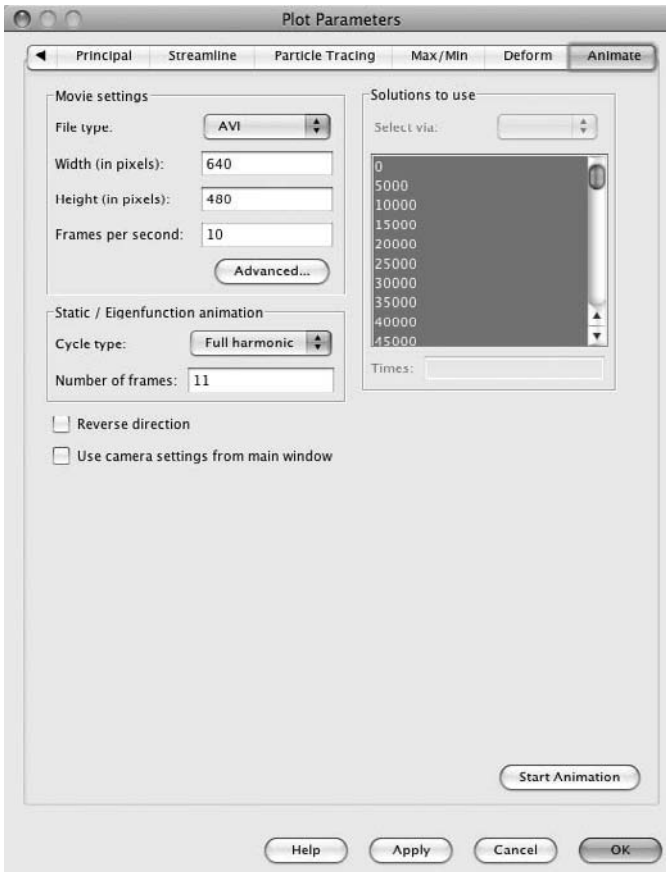 Plot Parameters
Principal Streamline Particle Tracing Max/Min Deform Animate
Movie settings
File type:
AVI
Width (in pixels):
640
Height (in pixels):
480
Frames per second:
10
Advanced...
Static / Eigenfunction animation
Cycle type:
Full harmonic
Number of frames:
11
Reverse direction
Use camera settings from main window
Solutions to use
Select via:
0
5000
10000
15000
20000
25000
30000
35000
40000
45000
Times:
Start Animation
Help Apply Cancel OK